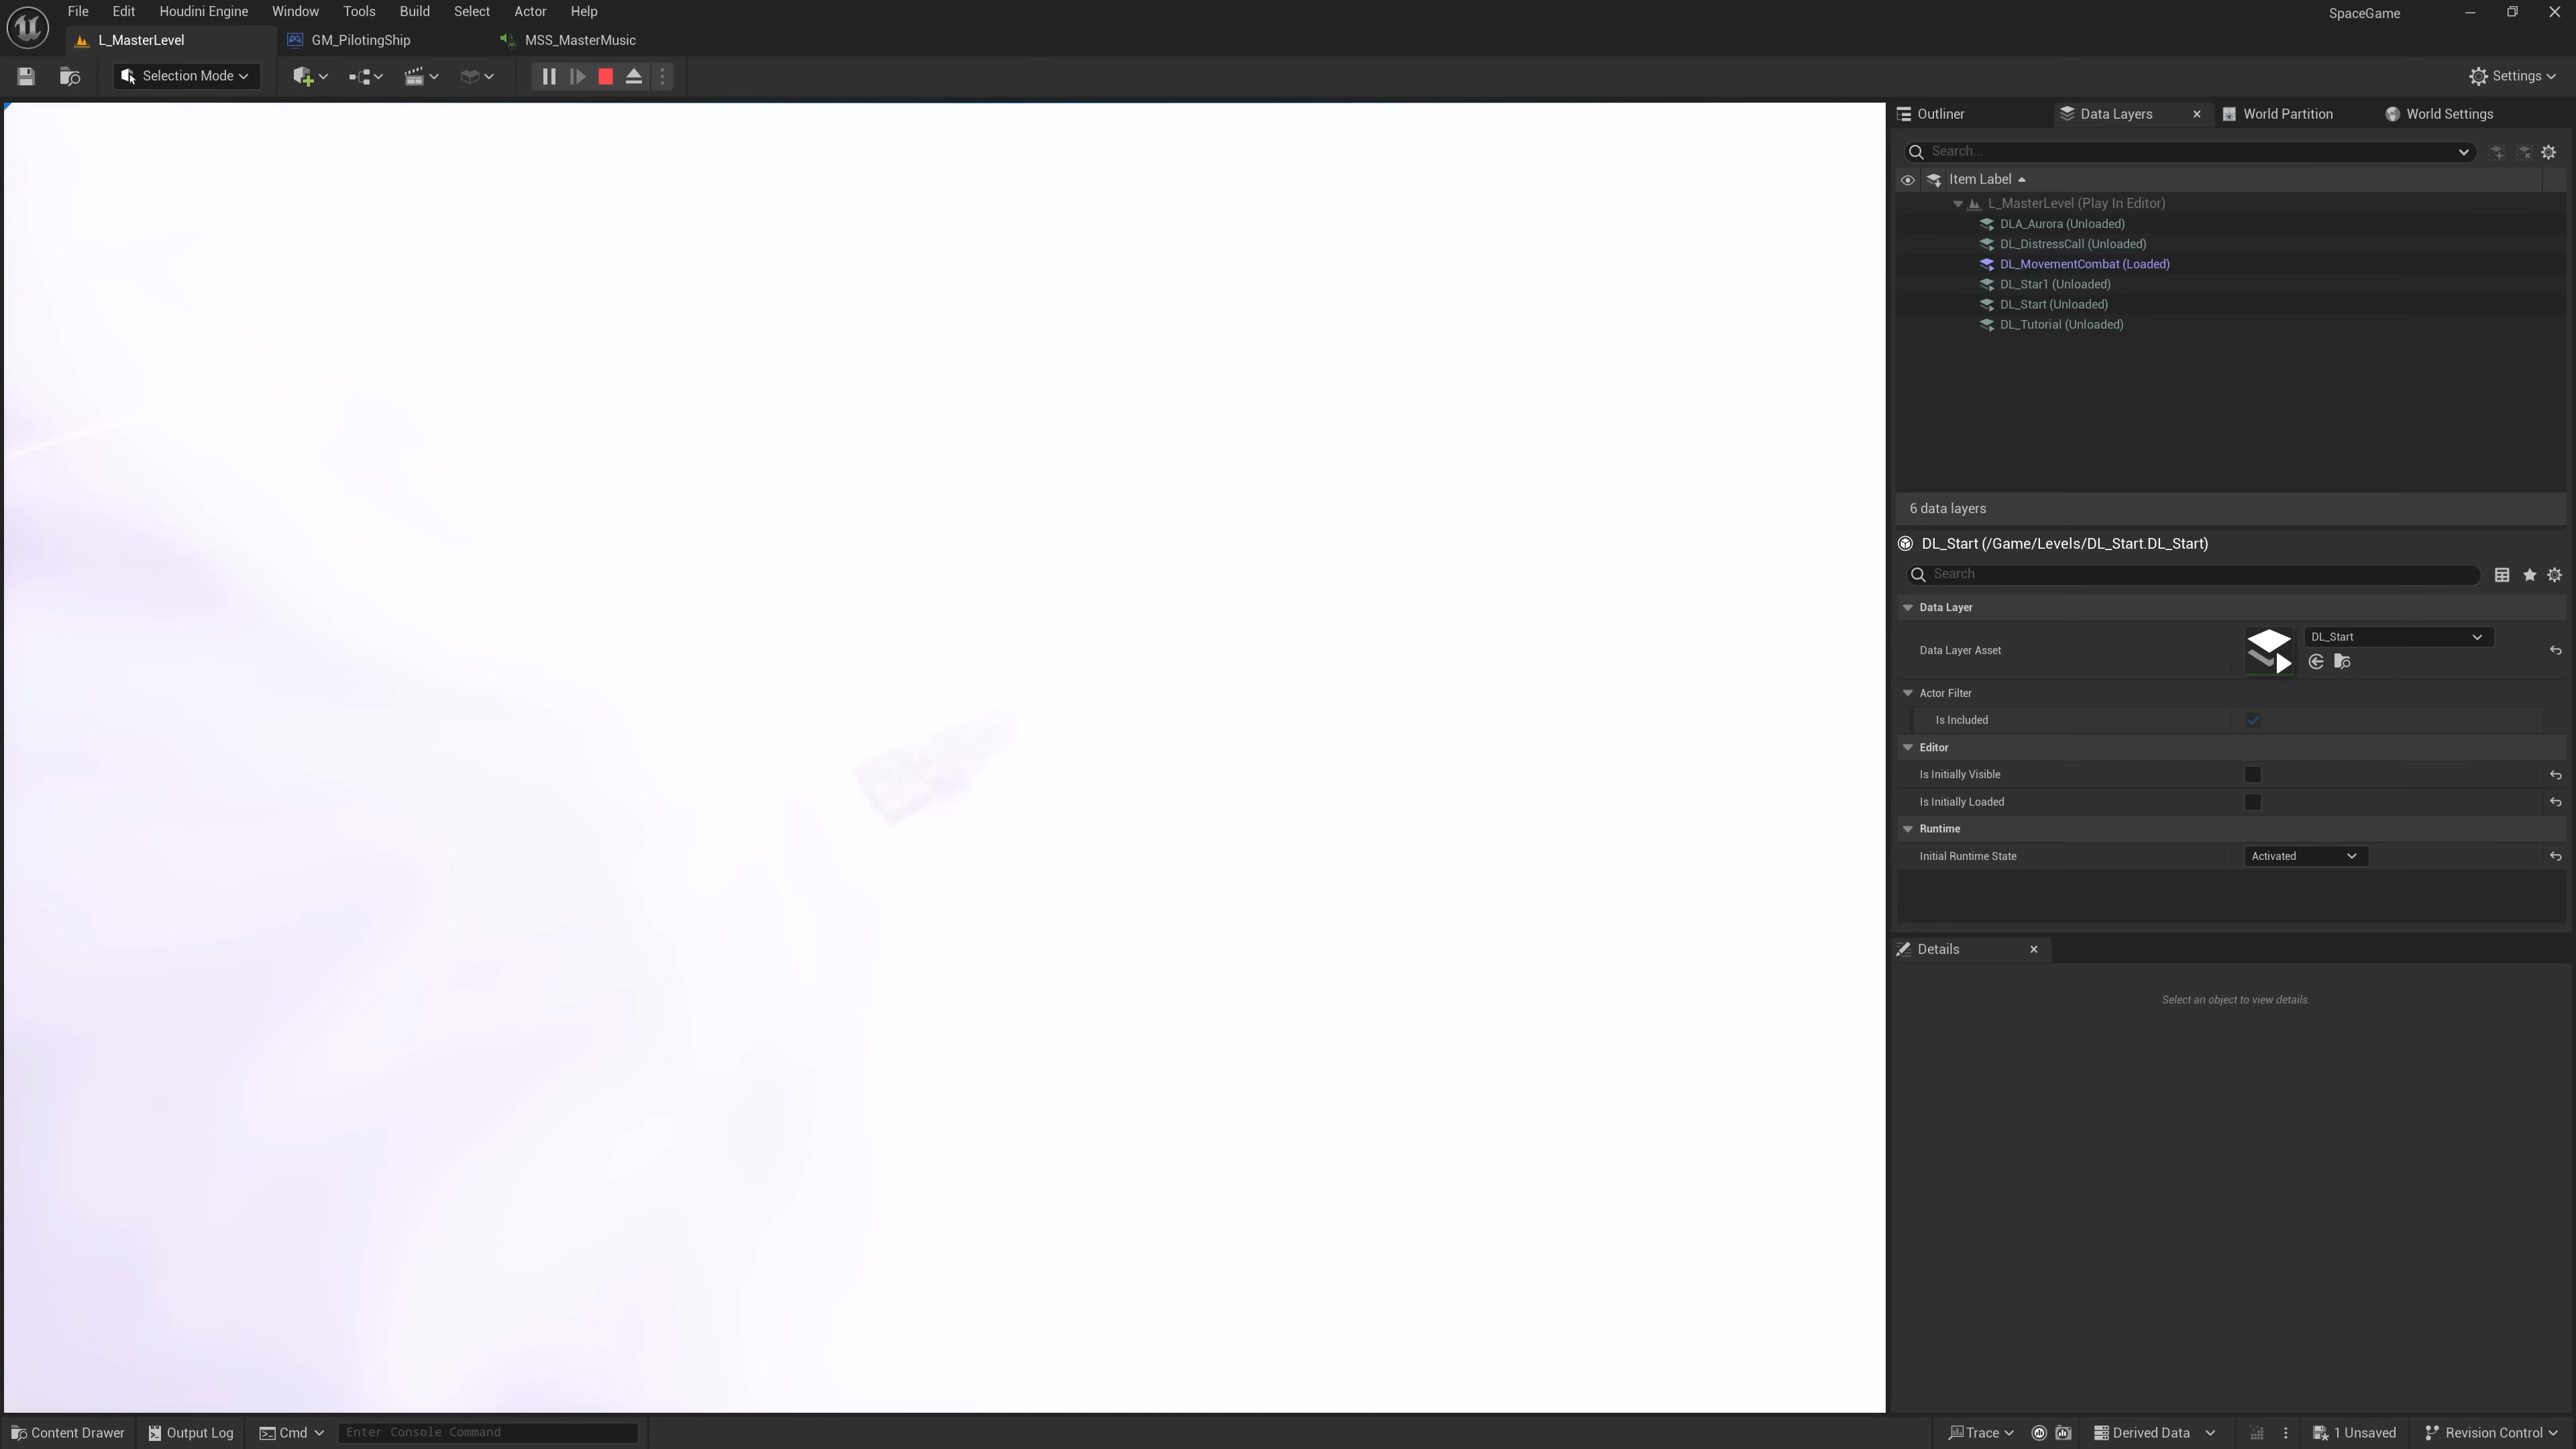 File Edit Houdini Engine Window Tools Build Select Actor Help
SpaceGame
L_MasterLevel GM_PilotingShip MSS_MasterMusic
Selection Mode
Settings
Outliner Data Layers World Partition World Settings
Search...
Item Label
L_MasterLevel (Play In Editor)
DLA_Aurora (Unloaded)
DL_DistressCall (Unloaded)
DL_MovementCombat (Loaded)
DL_Star1 (Unloaded)
DL_Start (Unloaded)
DL_Tutorial (Unloaded)
6 data layers
DL_Start (/Game/Levels/DL_Start.DL_Start)
Search
Data Layer
DL_Start
Data Layer Asset
Actor Filter
Is Included
Editor
Is Initially Visible
Is Initially Loaded
Runtime
Initial Runtime State Activated
Details
Select an object to view details.
Content Drawer Output Log Cmd Enter Console Command Trace Derived Data 1 Unsaved Revision Control